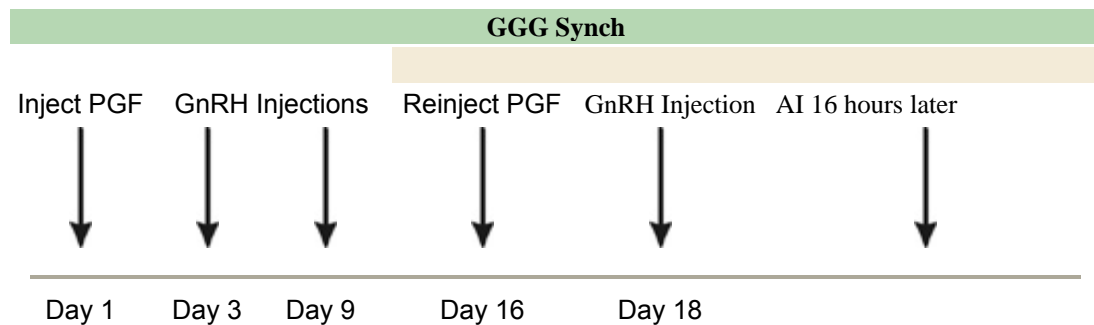 GGG Synch
Inject PGF GnRH Injections Reinject PGF GnRH Injection AI 16 hours later
Day 1 Day 3 Day 9 Day 16 Day 18